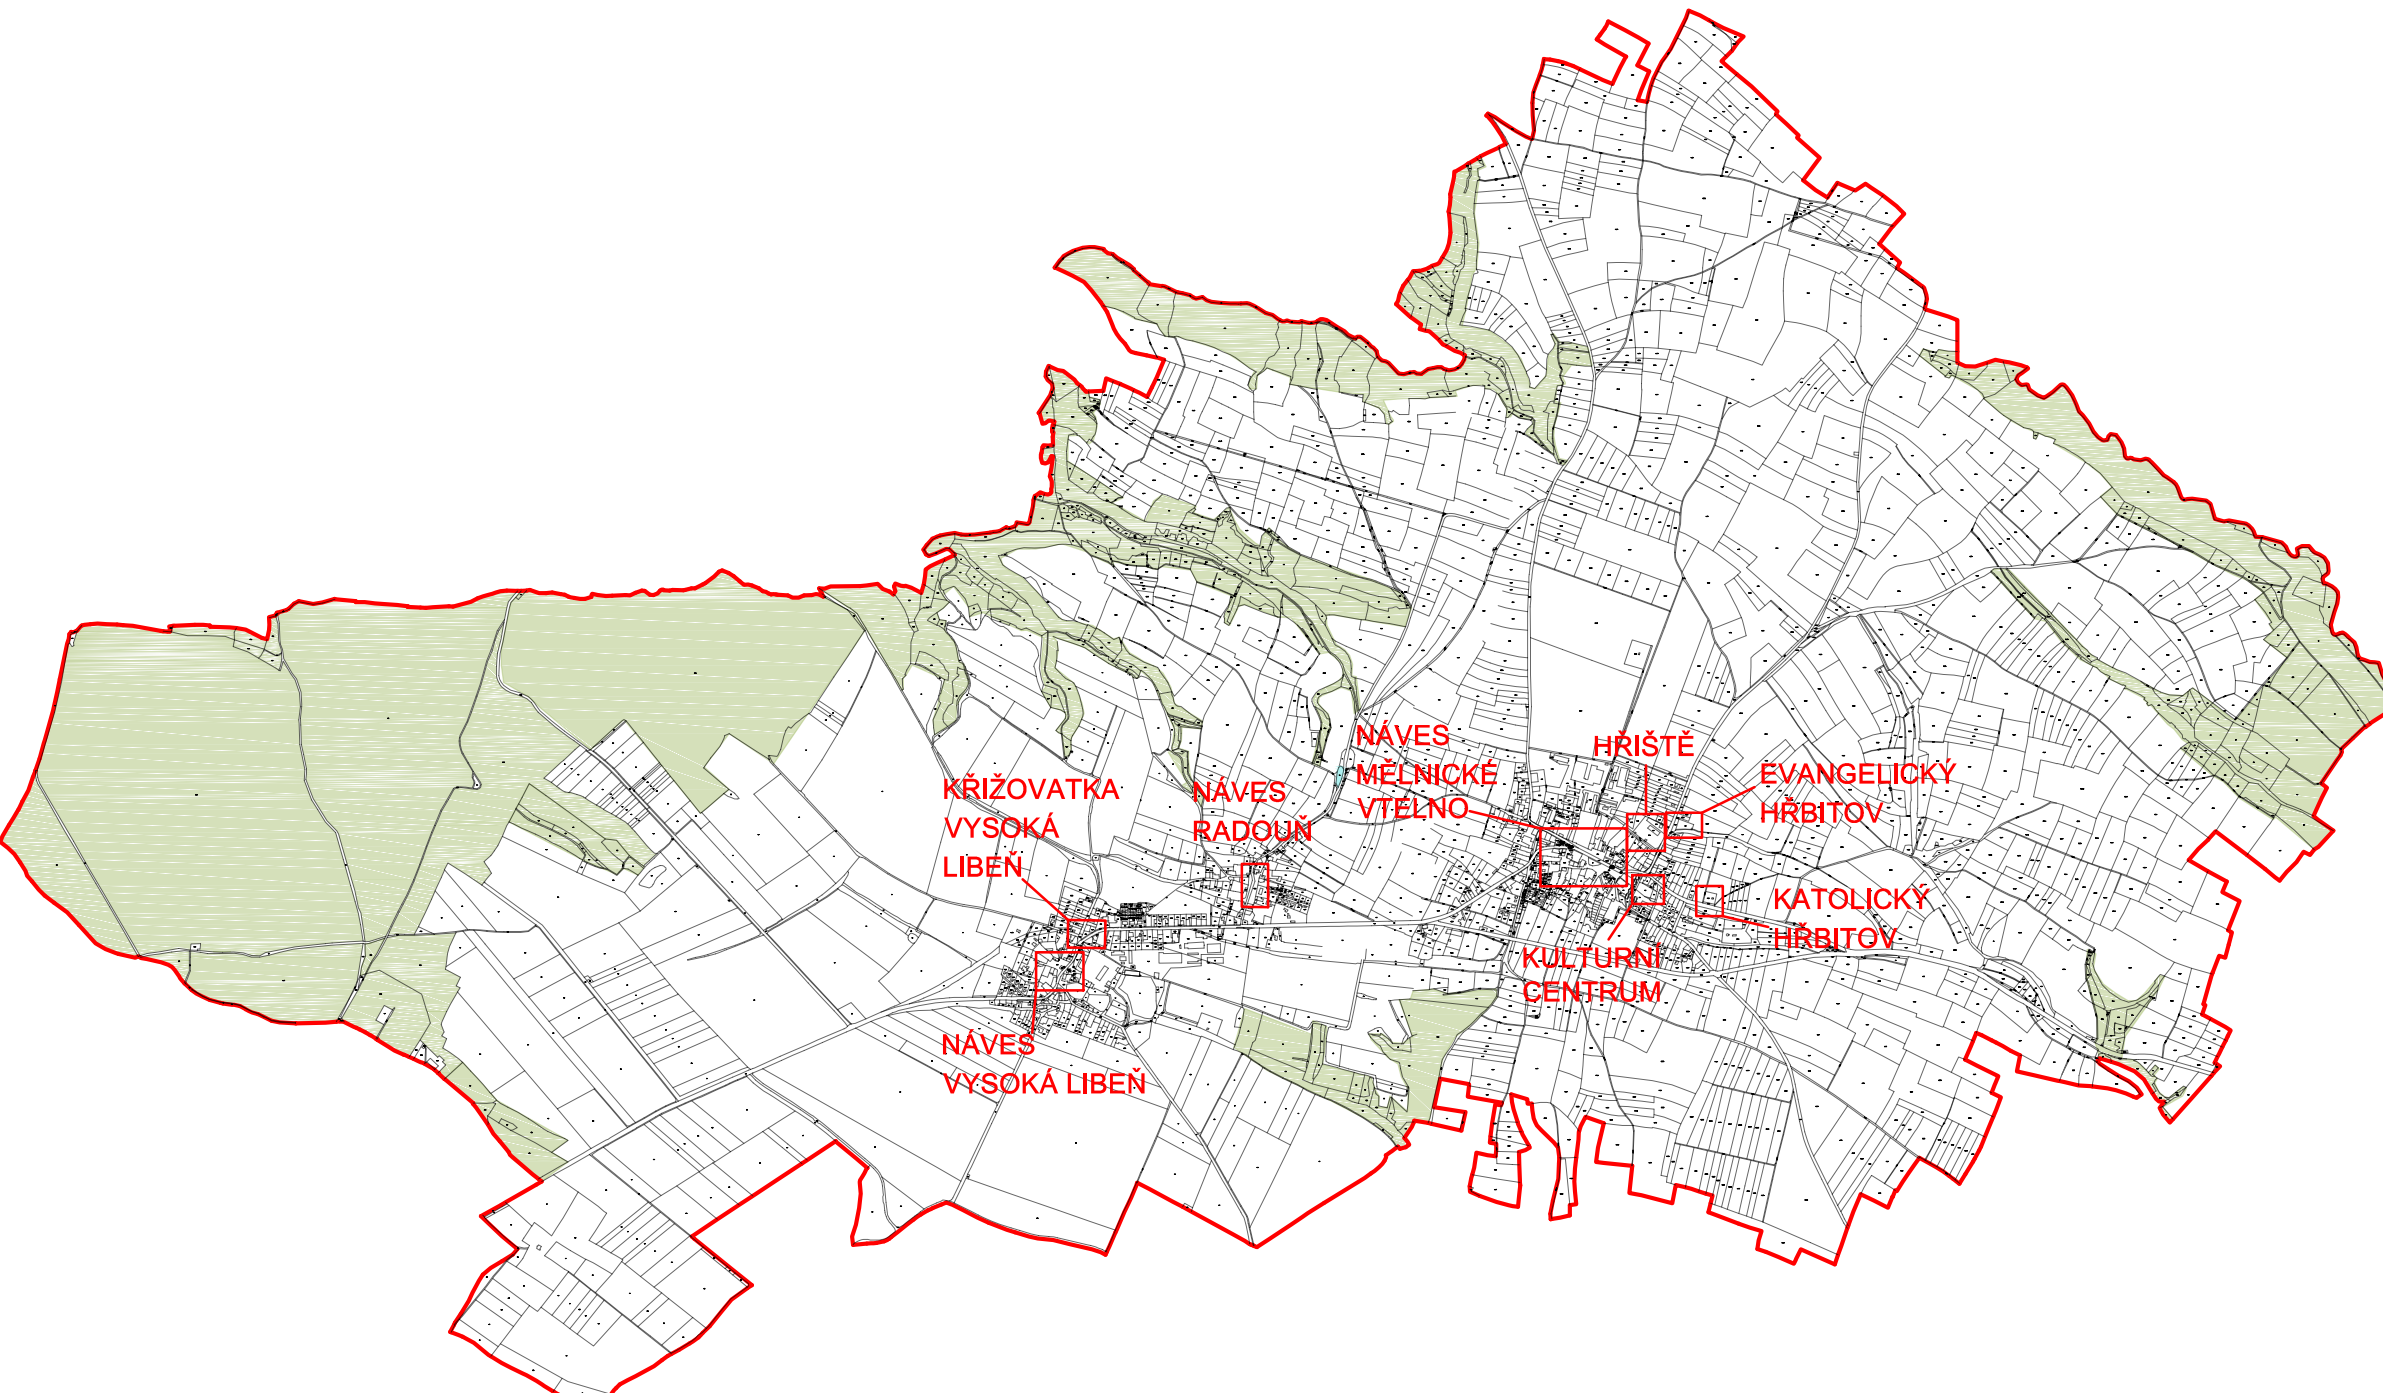 NÁVES
MĚLNICKÉ
VTELNO
HŘIŠTĚ
EVANGELICKÝ
HŘBITOV
KŘIŽOVATKA
VYSOKÁ
LIBEŇ
NÁVES
RADOUŇ
KATOLICKÝ
HŘBITOV
KULTURNÍ
CENTRUM
NÁVES
VYSOKÁ LIBEŇ